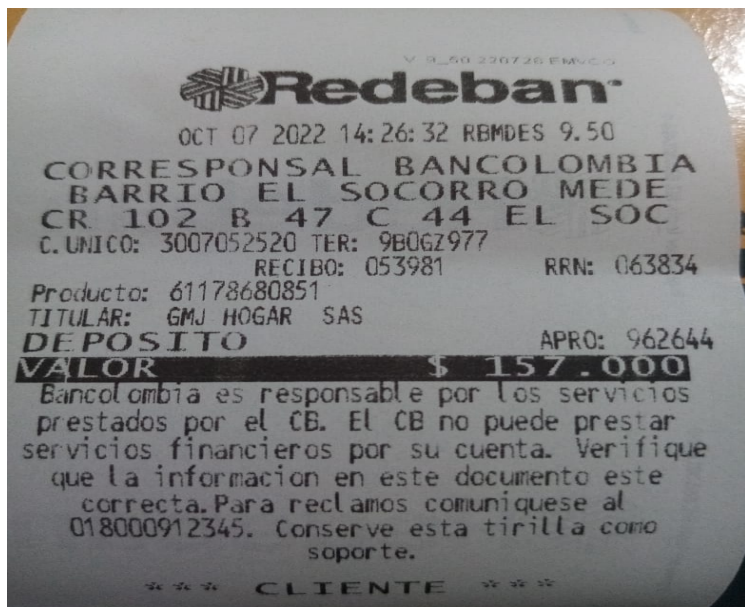 V 9_60 220726 EMVCO
Redeban
OCT 07 2022 14:26:32 RBMDES 9.50
CORRESPONSAL BANCOLOMBIA
BARRIO EL SOCORRO MEDE
CR 102 B 47 C 44 EL SOC
C.UNICO: 3007052520 TER: 9B0GZ977
RECIBO: 053981 RRN: 063834
Producto: 61178680851
TITULAR: GMJ HOGAR SAS
DEPOSITO APRO: 962644
VALOR $ 157.000
Bancolombia es responsable por los servicios
prestados por el CB. El CB no puede prestar
servicios financieros por su cuenta. Verifique
que la informacion en este documento este
correcta.Para reclamos comuniquese al
018000912345. Conserve esta tirilla como
soporte.
*** CLIENTE ***